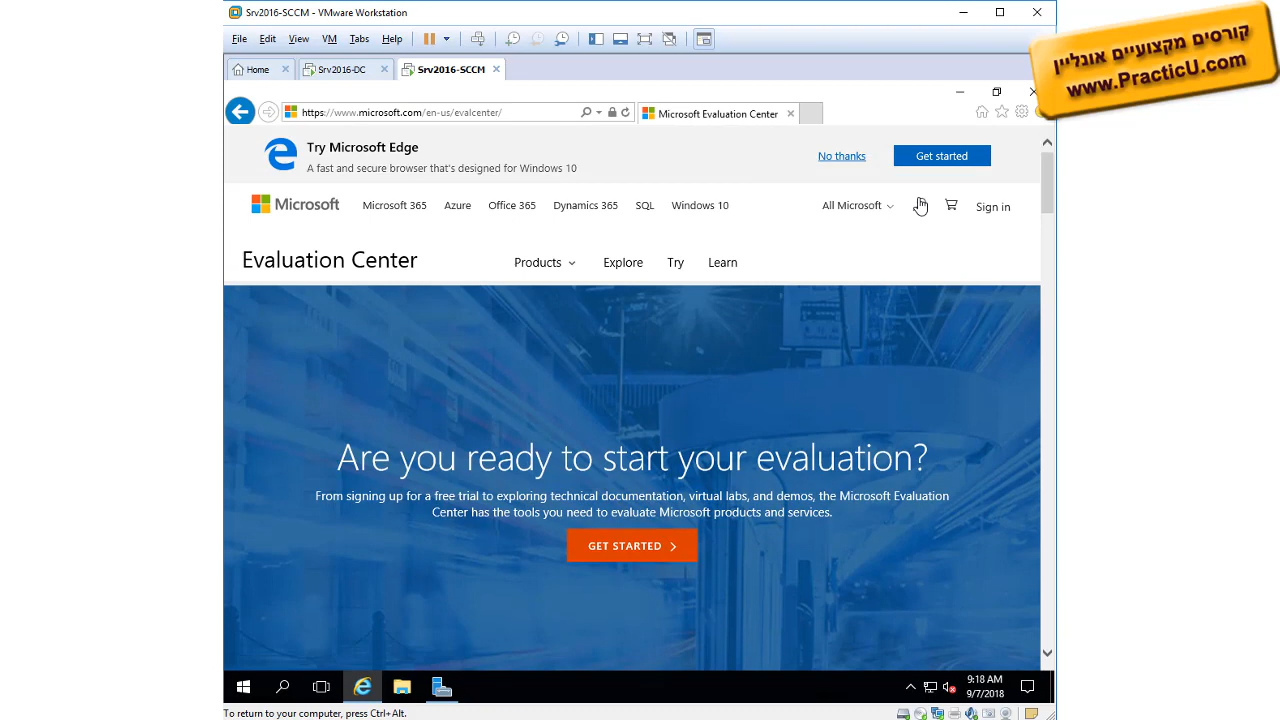 Srv2016-SCCM - VMware Workstation
File Edit View VM Tabs Help
Home Srv2016-DC Srv2016-SCCM
קורסים מקצועיים אונליין
www.PracticU.com
https://www.microsoft.com/en-us/evalcenter/ Microsoft Evaluation Center
Try Microsoft Edge
A fast and secure browser that's designed for Windows 10
No thanks Get started
Microsoft Microsoft 365 Azure Office 365 Dynamics 365 SQL Windows 10 All Microsoft Sign in
Evaluation Center Products Explore Try Learn
Are you ready to start your evaluation?
From signing up for a free trial to exploring technical documentation, virtual labs, and demos, the Microsoft Evaluation
Center has the tools you need to evaluate Microsoft products and services.
GET STARTED
9:18 AM
9/7/2018
To return to your computer, press Ctrl+Alt.